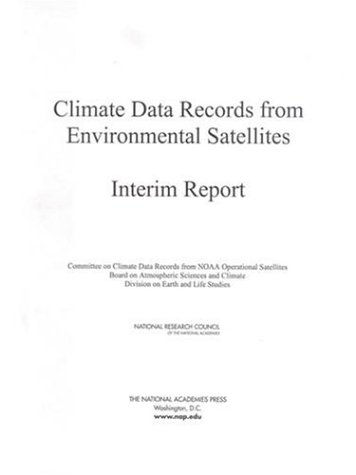 Climate Data Records from
Environmental Satellites
Interim Report
Committee on Climate Data Records from NOAA Operational Satellites
Board on Atmospheric Sciences and Climate
Division on Earth and Life Studies
NATIONAL RESEARCH COUNCIL
OF THE NATIONAL ACADEMIES
THE NATIONAL ACADEMIES PRESS
Washington, D.C.
www.nap.edu